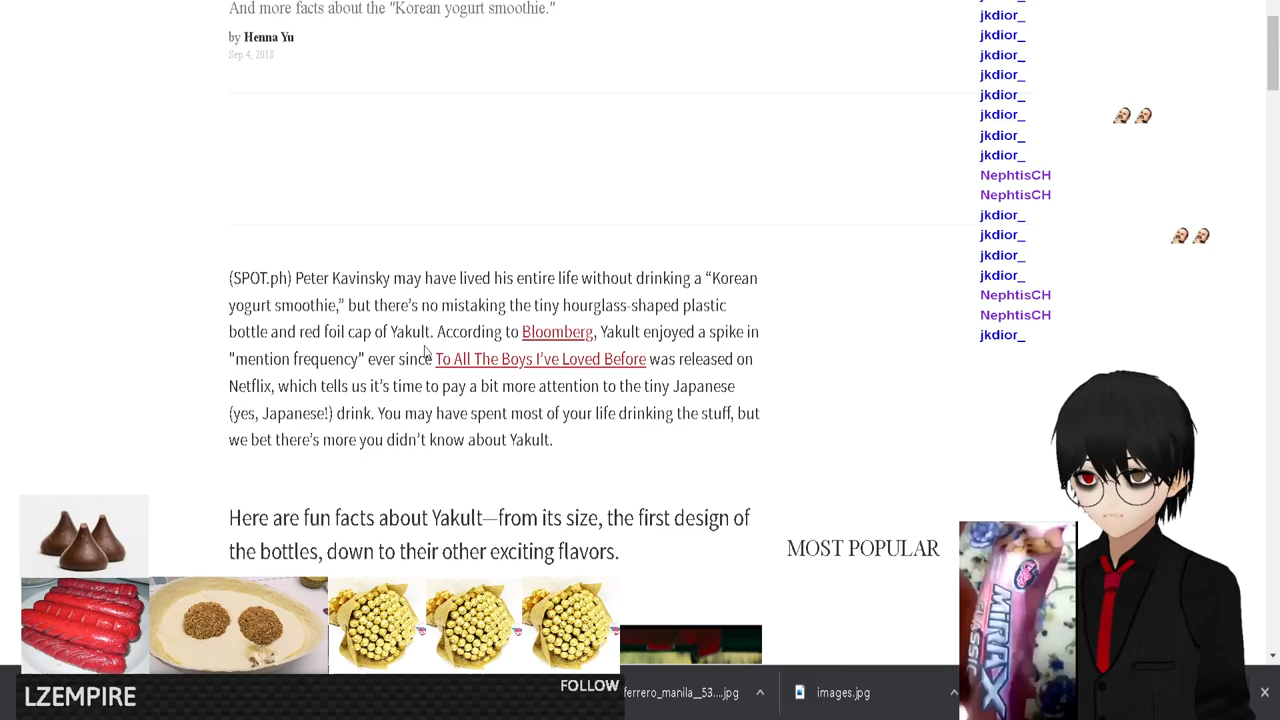 And more facts about the "Korean yogurt smoothie."
by Henna Yu
Sep 4, 2018
(SPOT.ph) Peter Kavinsky may have lived his entire life without drinking a “Korean
yogurt smoothie,” but there’s no mistaking the tiny hourglass-shaped plastic
bottle and red foil cap of Yakult. According to Bloomberg, Yakult enjoyed a spike in
"mention frequency" ever since To All The Boys I’ve Loved Before was released on
Netflix, which tells us it’s time to pay a bit more attention to the tiny Japanese
(yes, Japanese!) drink. You may have spent most of your life drinking the stuff, but
we bet there’s more you didn’t know about Yakult.
Here are fun facts about Yakult—from its size, the first design of
the bottles, down to their other exciting flavors.
MOST POPULAR
jkdior_
jkdior_
jkdior_
jkdior_
jkdior_
jkdior_
jkdior_
jkdior_
NephtisCH
NephtisCH
jkdior_
jkdior_
jkdior_
jkdior_
NephtisCH
NephtisCH
jkdior_
MIRAX
CLASSIC
LZEMPIRE
FOLLOW
ferrero_manila__53....jpg
images.jpg